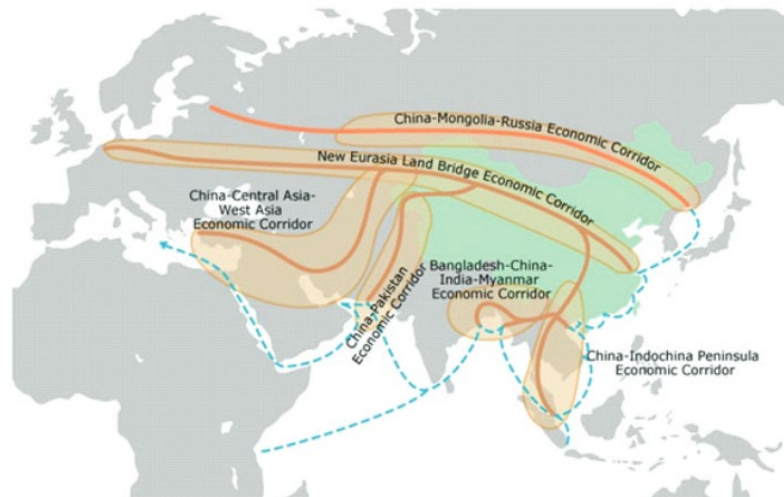 China-Mongolia-Russia Economic Corridor
New Eurasia Land Bridge Economic Corridor
China-Central Asia-
West Asia
Economic Corridor
China-Pakistan
Economic Corridor
Bangladesh-China-
India-Myanmar
Economic Corridor
China-Indochina Peninsula
Economic Corridor